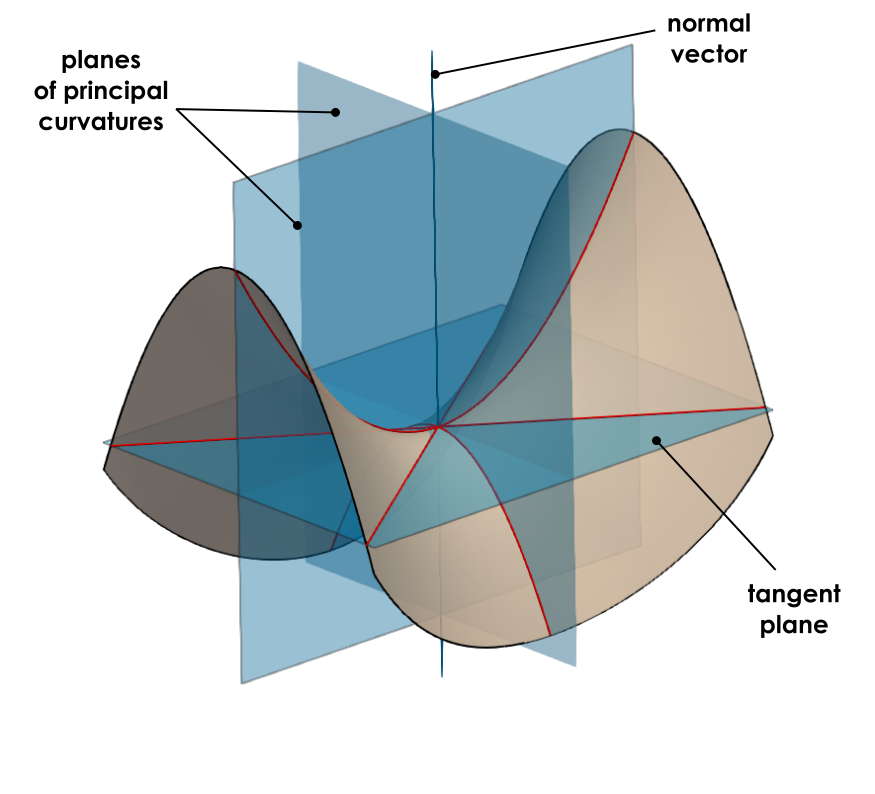 normal
vector
planes
of principal
curvatures
tangent
plane